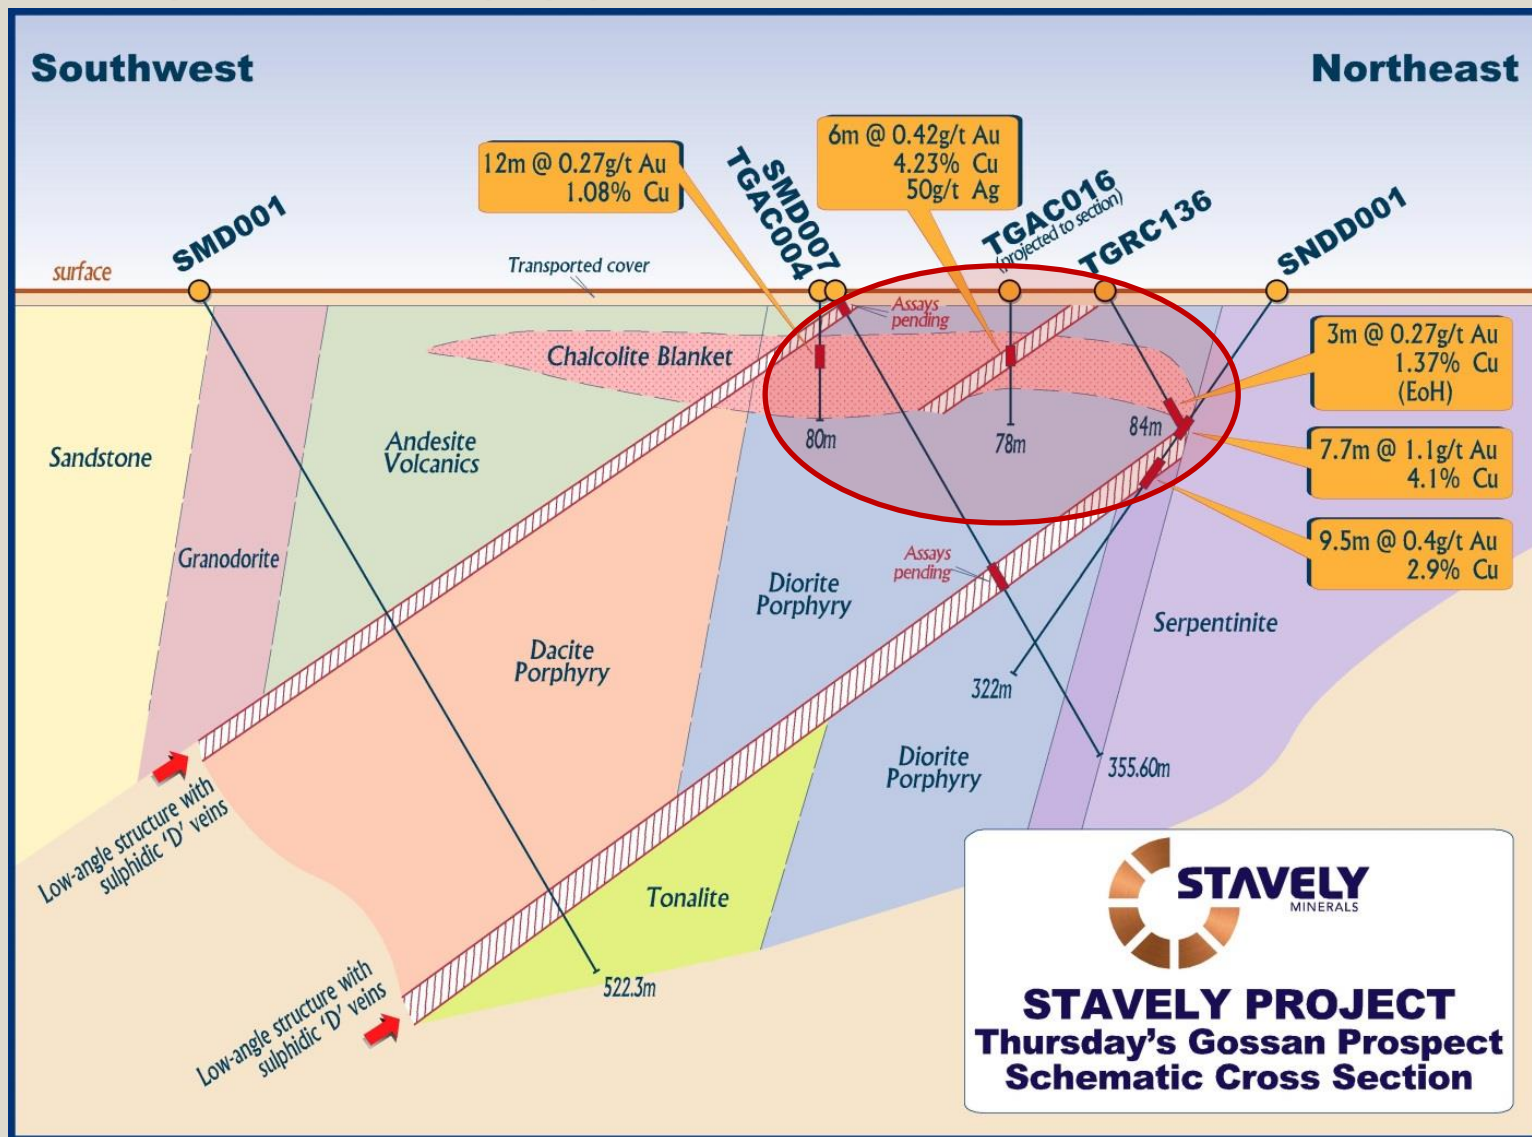 Southwest
Northeast
12m @ 0.27g/t Au
1.08% Cu
6m @ 0.42g/t Au
4.23% Cu
50g/t Ag
SMD001
TGAC004
SMD007
TGAC016
(projected to section)
TGRC136
SNDD001
surface
Transported cover
Assays
pending
Chalcolite Blanket
3m @ 0.27g/t Au
1.37% Cu
(EoH)
Sandstone
Andesite
Volcanics
80m
78m
84m
7.7m @ 1.1g/t Au
4.1% Cu
Granodorite
Assays
pending
9.5m @ 0.4g/t Au
2.9% Cu
Diorite
Porphyry
Serpentinite
Dacite
Porphyry
322m
Diorite
Porphyry
355.60m
Low-angle structure with
sulphidic 'D' veins
Tonalite
522.3m
Low-angle structure with
sulphidic 'D' veins
STAVELY
MINERALS
STAVELY PROJECT
Thursday's Gossan Prospect
Schematic Cross Section